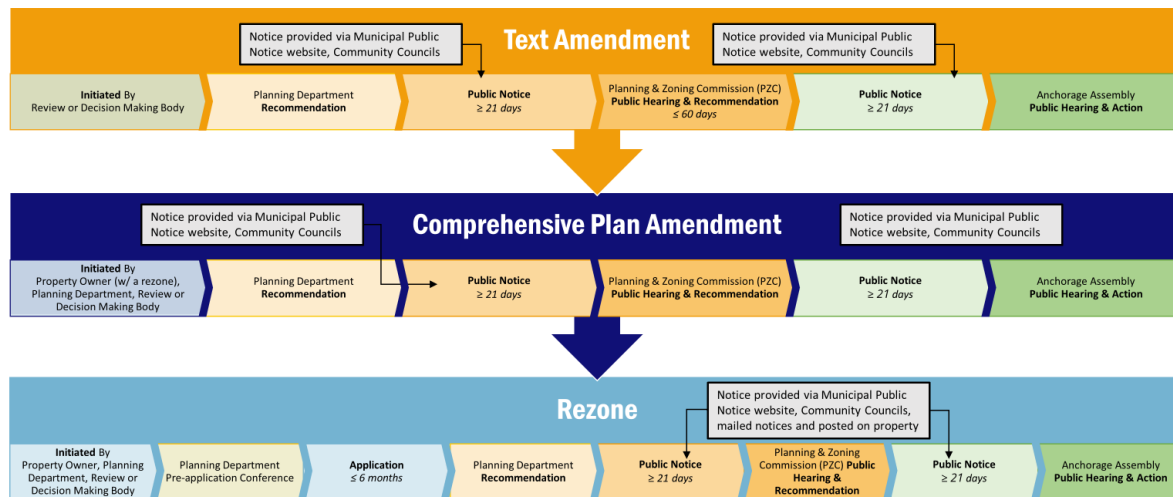 Text Amendment
Notice provided via Municipal Public
Notice website, Community Councils
Notice provided via Municipal Public
Notice website, Community Councils
Initiated By
Review or Decision Making Body
Planning Department
Recommendation
Public Notice
≥ 21 days
Planning & Zoning Commission (PZC)
Public Hearing & Recommendation
≤ 60 days
Public Notice
≥ 21 days
Anchorage Assembly
Public Hearing & Action
Comprehensive Plan Amendment
Notice provided via Municipal Public
Notice website, Community Councils
Notice provided via Municipal Public
Notice website, Community Councils
Initiated By
Property Owner (w/ a rezone),
Planning Department, Review or
Decision Making Body
Planning Department
Recommendation
Public Notice
≥ 21 days
Planning & Zoning Commission (PZC)
Public Hearing & Recommendation
Public Notice
≥ 21 days
Anchorage Assembly
Public Hearing & Action
Rezone
Notice provided via Municipal Public
Notice website, Community Councils,
mailed notices and posted on property
Initiated By
Property Owner, Planning
Department, Review or
Decision Making Body
Planning Department
Pre-application Conference
Application
≤ 6 months
Planning Department
Recommendation
Public Notice
≥ 21 days
Planning & Zoning
Commission (PZC) Public
Hearing &
Recommendation
Public Notice
≥ 21 days
Anchorage Assembly
Public Hearing & Action